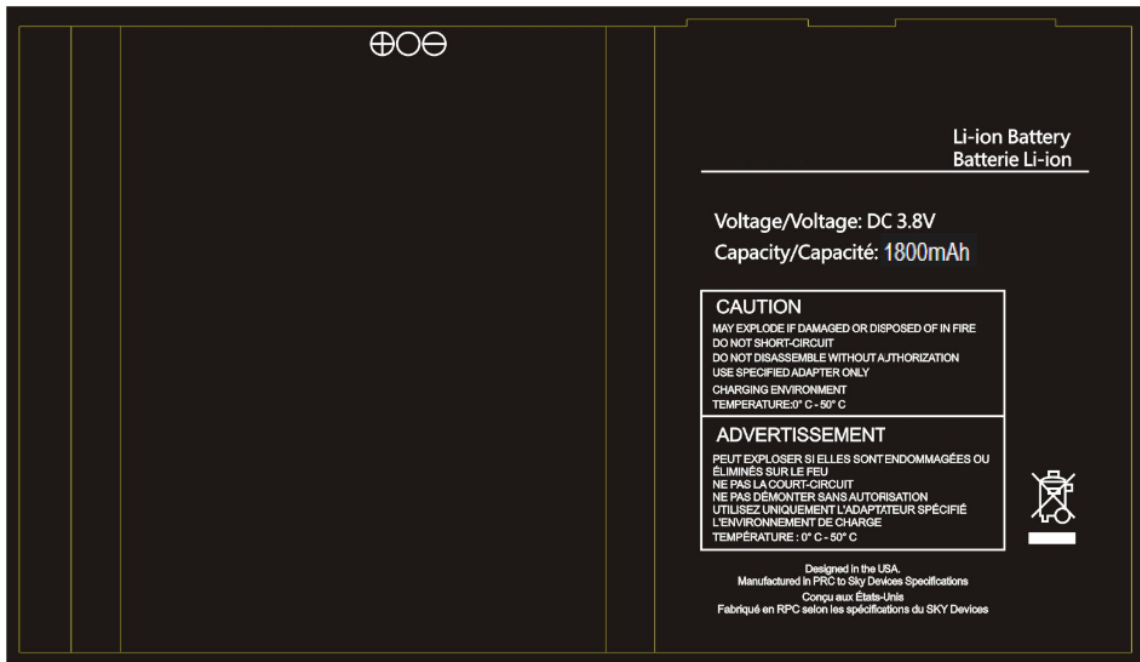 Li-ion Battery
Batterie Li-ion
Voltage/Voltage: DC 3.8V
Capacity/Capacité: 1800mAh
CAUTION
MAY EXPLODE IF DAMAGED OR DISPOSED OF IN FIRE
DO NOT SHORT-CIRCUIT
DO NOT DISASSEMBLE WITHOUT AJTHORIZATION
USE SPECIFIED ADAPTER ONLY
CHARGING ENVIRONMENT
TEMPERATURE:0° C - 50° C
ADVERTISSEMENT
PEUT EXPLOSER SI ELLES SONT ENDOMMAGÉES OU
ÉLIMINÉS SUR LE FEU
NE PAS LA COURT-CIRCUIT
NE PAS DÉMONTER SANS AUTORISATION
UTILISEZ UNIQUEMENT L'ADAPTATEUR SPÉCIFIÉ
L'ENVIRONNEMENT DE CHARGE
TEMPÉRATURE : 0° C - 50° C
Designed in the USA.
Manufactured in PRC to Sky Devices Specifications
Conçu aux États-Unis
Fabriqué en RPC selon les spécifications du SKY Devices